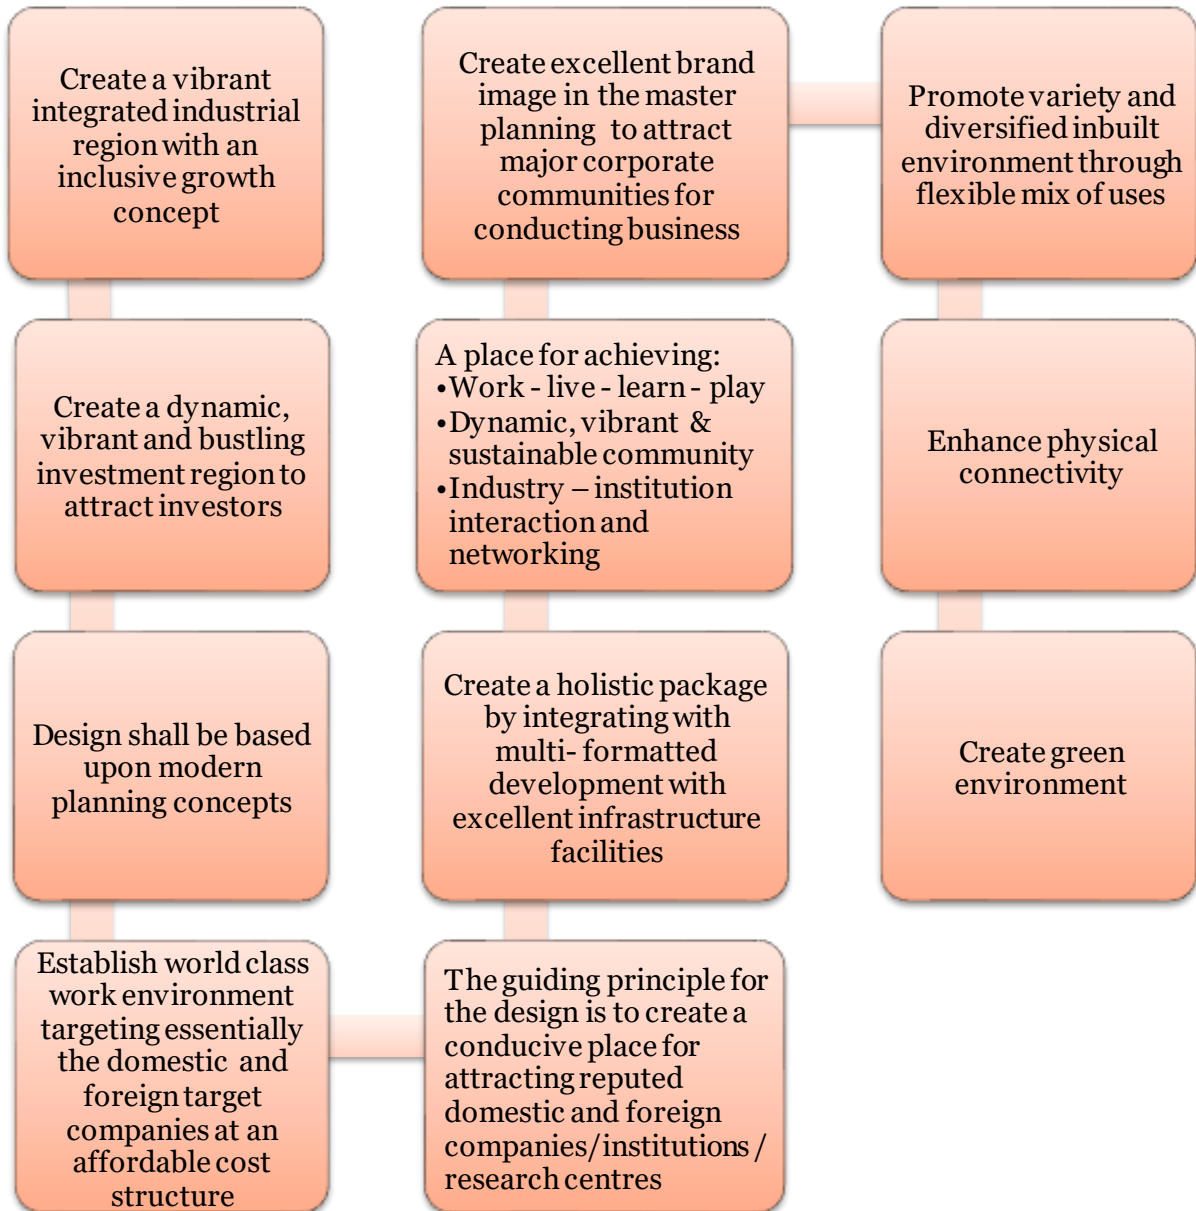 Create a vibrant
integrated industrial
region with an
inclusive growth
concept
Create a dynamic,
vibrant and bustling
investment region to
attract investors
Design shall be based
upon modern
planning concepts
Establish world class
work environment
targeting essentially
the domestic and
foreign target
companies at an
affordable cost
structure
The guiding principle for
the design is to create a
conducive place for
attracting reputed
domestic and foreign
companies/institutions/
research centres
Create a holistic package
by integrating with
multi- formatted
development with
excellent infrastructure
facilities
A place for achieving:
•Work - live - learn - play
•Dynamic, vibrant &
sustainable community
•Industry – institution
interaction and
networking
Create excellent brand
image in the master
planning to attract
major corporate
communities for
conducting business
Promote variety and
diversified inbuilt
environment through
flexible mix of uses
Enhance physical
connectivity
Create green
environment